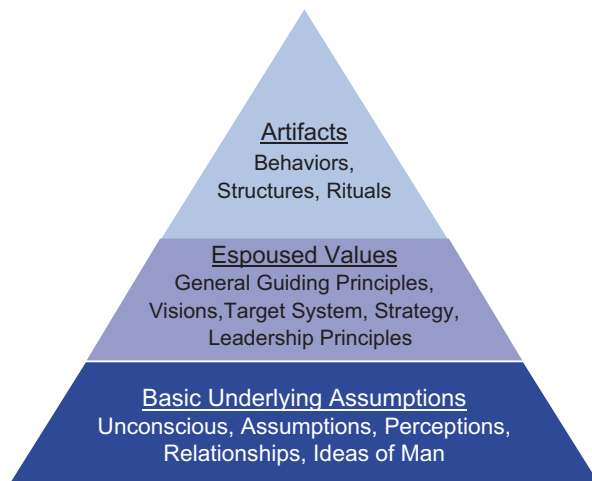 Artifacts
Behaviors,
Structures, Rituals
Espoused Values
General Guiding Principles,
Visions,Target System, Strategy,
Leadership Principles
Basic Underlying Assumptions
Unconscious, Assumptions, Perceptions,
Relationships, Ideas of Man